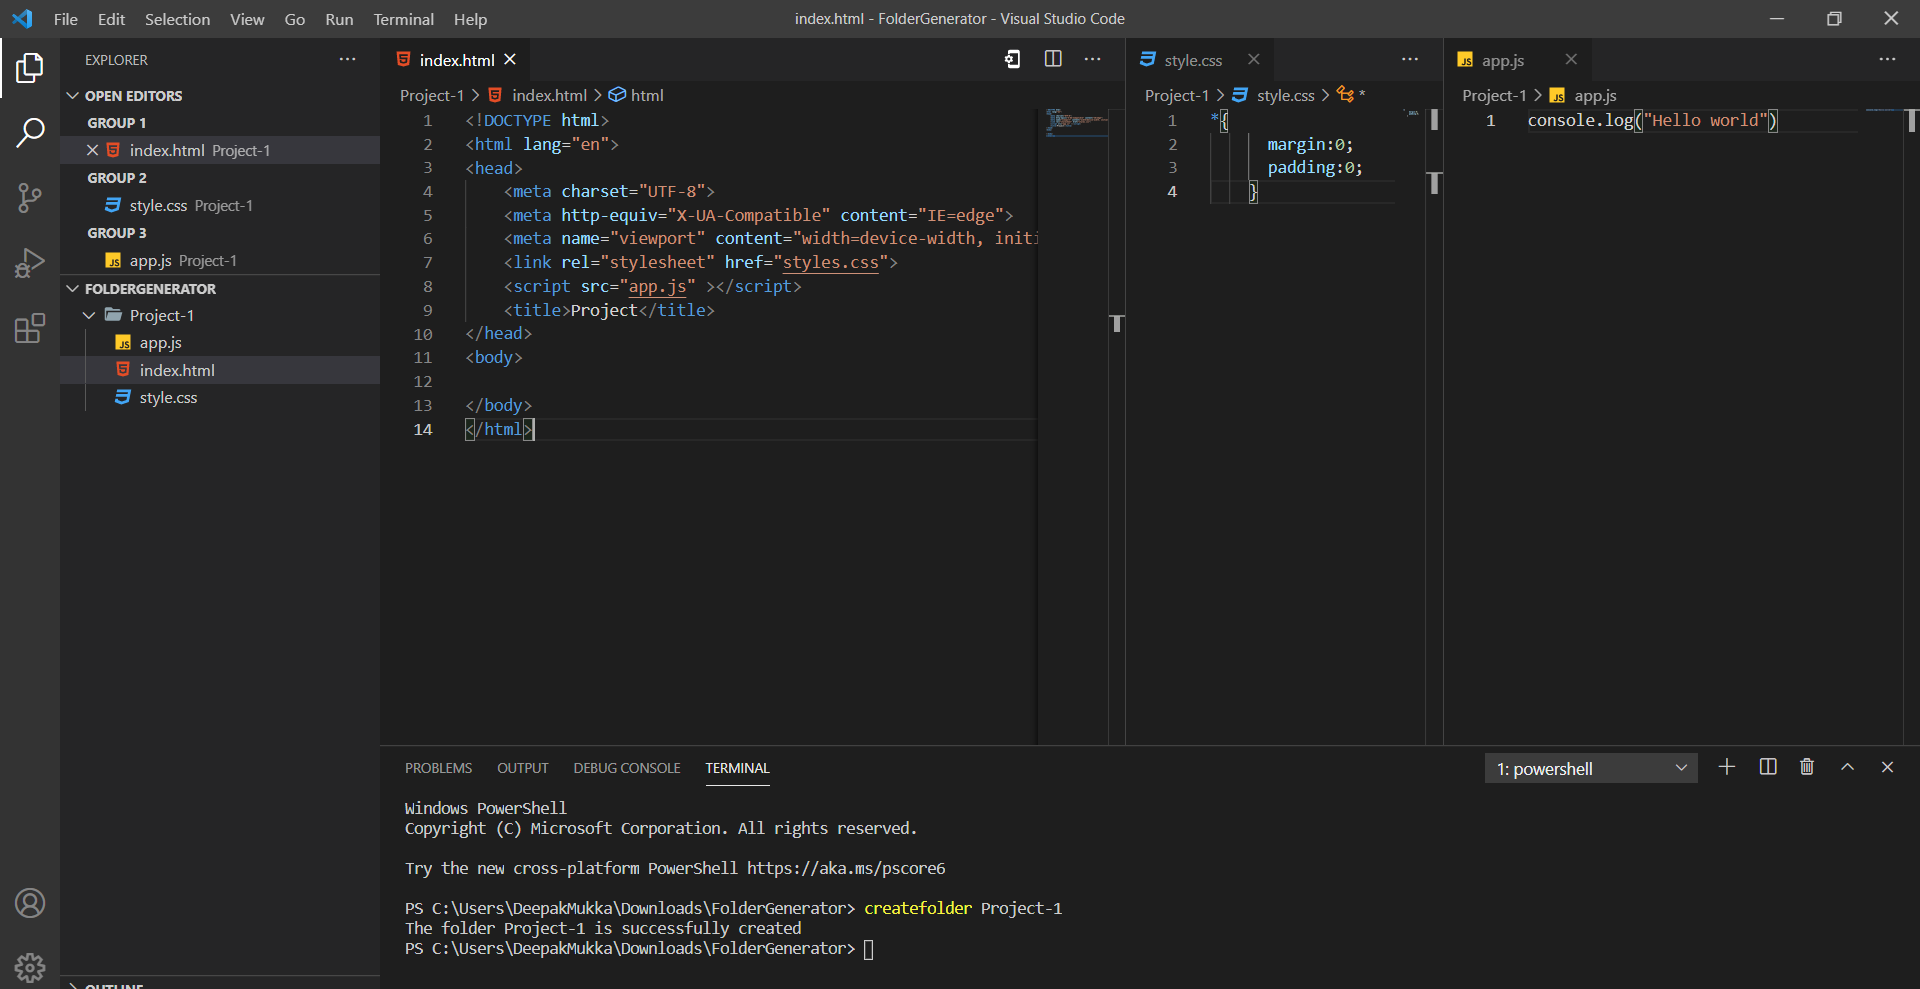 File Edit Selection View Go Run Terminal Help
index.html - FolderGenerator - Visual Studio Code
EXPLORER
OPEN EDITORS
GROUP 1
index.html Project-1
GROUP 2
style.css Project-1
GROUP 3
app.js Project-1
FOLDERGENERATOR
Project-1
app.js
index.html
style.css
OUTLINE
index.html
Project-1 > index.html > html
1 <!DOCTYPE html>
2 <html lang="en">
3 <head>
4 <meta charset="UTF-8">
5 <meta http-equiv="X-UA-Compatible" content="IE=edge">
6 <meta name="viewport" content="width=device-width, initi
7 <link rel="stylesheet" href="styles.css">
8 <script src="app.js" ></script>
9 <title>Project</title>
10 </head>
11 <body>
12
13 </body>
14 </html>
style.css
Project-1 > style.css > *
1 *{
2 margin:0;
3 padding:0;
4 }
JS app.js
Project-1 > JS app.js
1 console.log("Hello world")
PROBLEMS OUTPUT DEBUG CONSOLE TERMINAL
1: powershell
Windows PowerShell
Copyright (C) Microsoft Corporation. All rights reserved.
Try the new cross-platform PowerShell https://aka.ms/pscore6
PS C:\Users\DeepakMukka\Downloads\FolderGenerator> createfolder Project-1
The folder Project-1 is successfully created
PS C:\Users\DeepakMukka\Downloads\FolderGenerator>